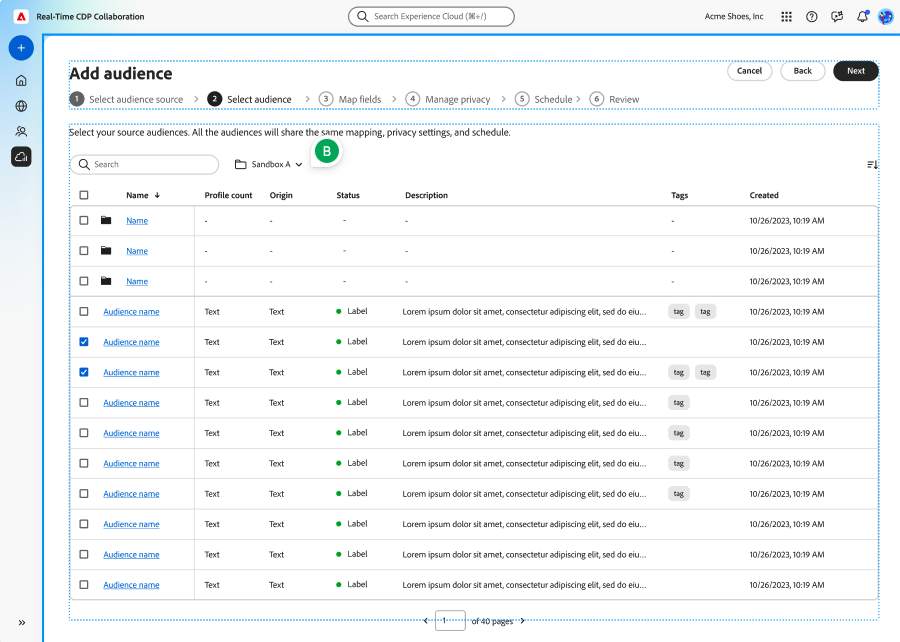 Real-Time CDP Collaboration
Search Experience Cloud (⌘+/)
Acme Shoes, Inc
Add audience
Cancel
Back
Next
1 Select audience source
2 Select audience
3 Map fields
4 Manage privacy
5 Schedule
6 Review
Select your source audiences. All the audiences will share the same mapping, privacy settings, and schedule.
Search
Sandbox A
B
Name Profile count Origin Status Description Tags Created
Name - - - - - 10/26/2023, 10:19 AM
Name - - - - - 10/26/2023, 10:19 AM
Name - - - - - 10/26/2023, 10:19 AM
Audience name Text Text Label Lorem ipsum dolor sit amet, consectetur adipiscing elit, sed do eiu... tag tag 10/26/2023, 10:19 AM
Audience name Text Text Label Lorem ipsum dolor sit amet, consectetur adipiscing elit, sed do eiu... 10/26/2023, 10:19 AM
Audience name Text Text Label Lorem ipsum dolor sit amet, consectetur adipiscing elit, sed do eiu... tag tag 10/26/2023, 10:19 AM
Audience name Text Text Label Lorem ipsum dolor sit amet, consectetur adipiscing elit, sed do eiu... tag 10/26/2023, 10:19 AM
Audience name Text Text Label Lorem ipsum dolor sit amet, consectetur adipiscing elit, sed do eiu... tag 10/26/2023, 10:19 AM
Audience name Text Text Label Lorem ipsum dolor sit amet, consectetur adipiscing elit, sed do eiu... tag 10/26/2023, 10:19 AM
Audience name Text Text Label Lorem ipsum dolor sit amet, consectetur adipiscing elit, sed do eiu... tag 10/26/2023, 10:19 AM
Audience name Text Text Label Lorem ipsum dolor sit amet, consectetur adipiscing elit, sed do eiu... 10/26/2023, 10:19 AM
Audience name Text Text Label Lorem ipsum dolor sit amet, consectetur adipiscing elit, sed do eiu... 10/26/2023, 10:19 AM
Audience name Text Text Label Lorem ipsum dolor sit amet, consectetur adipiscing elit, sed do eiu... 10/26/2023, 10:19 AM
1 of 40 pages